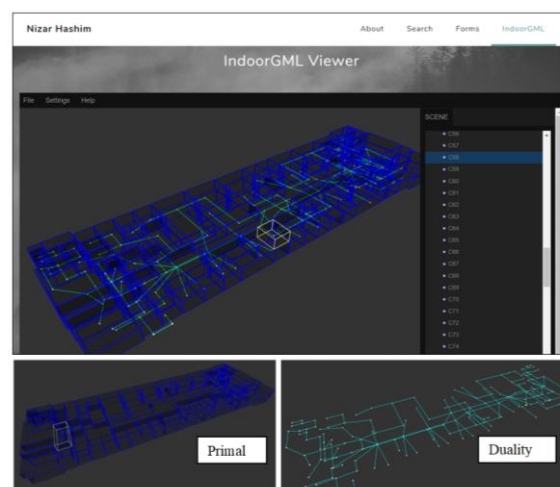 Nizar Hashim
About Search Forms IndoorGML
IndoorGML Viewer
File Settings Help
SCENE
C56
C57
C58
C59
C60
C61
C62
C63
C64
C65
C66
C67
C68
C69
C70
C71
C72
C73
C74
Primal
Duality